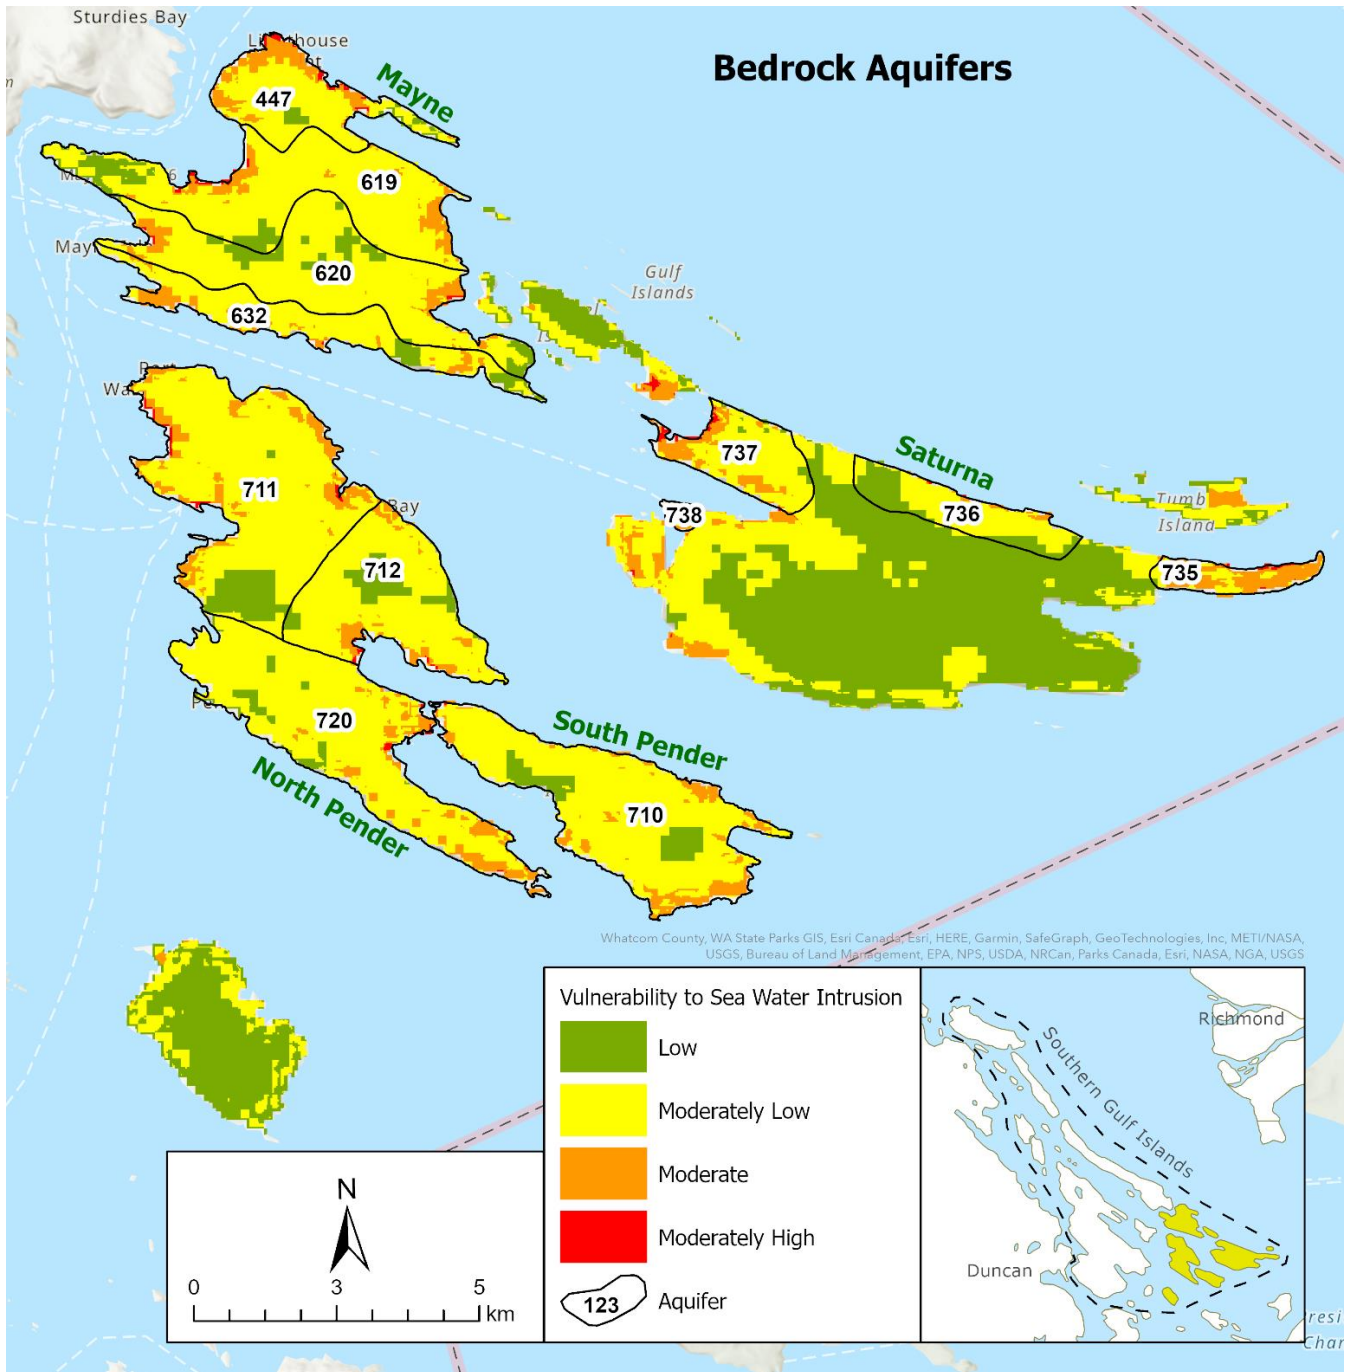 Sturdies Bay
Bedrock Aquifers
Mayne
447
619
Gulf
Islands
620
632
Saturna
737
711
736
738
Bay
Tumb
Island
712
735
720
South Pender
710
North Pender
Whatcom County, WA State Parks GIS, Esri Canada, Esri, HERE, Garmin, SafeGraph, GeoTechnologies, Inc, METI/NASA,
USGS, Bureau of Land Management, EPA, NPS, USDA, NRCan, Parks Canada, Esri, NASA, NGA, USGS
Vulnerability to Sea Water Intrusion
Low
Moderately Low
Moderate
Moderately High
123 Aquifer
N
0 3 5
km
Richmond
Southern Gulf Islands
Duncan